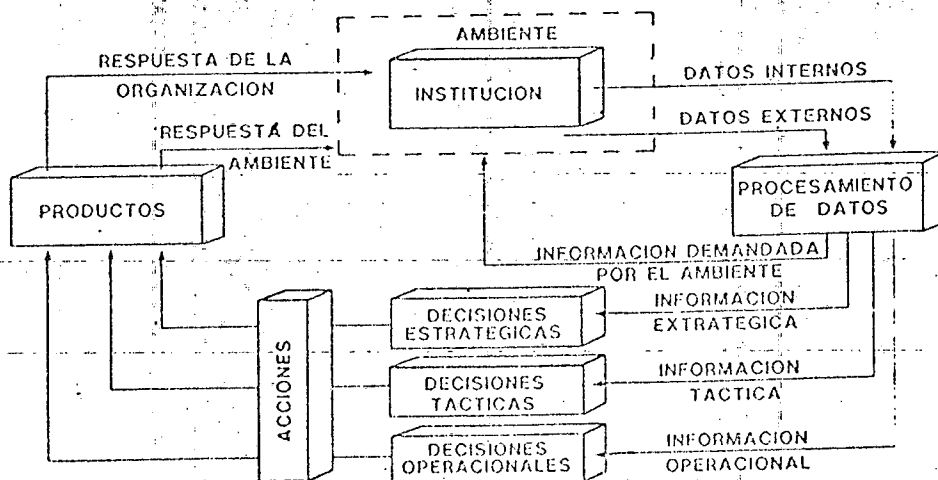 AMBIENTE
RESPUESTA DE LA
ORGANIZACION
INSTITUCION
DATOS INTERNOS
DATOS EXTERNOS
RESPUESTA DEL
AMBIENTE
PRODUCTOS
PROCESAMIENTO
DE DATOS
INFORMACION DEMANDADA
POR EL AMBIENTE
ACCIONES
DECISIONES
ESTRATEGICAS
INFORMACION
EXTRATEGICA
DECISIONES
TACTICAS
INFORMACION
TACTICA
DECISIONES
OPERACIONALES
INFORMACION
OPERACIONAL